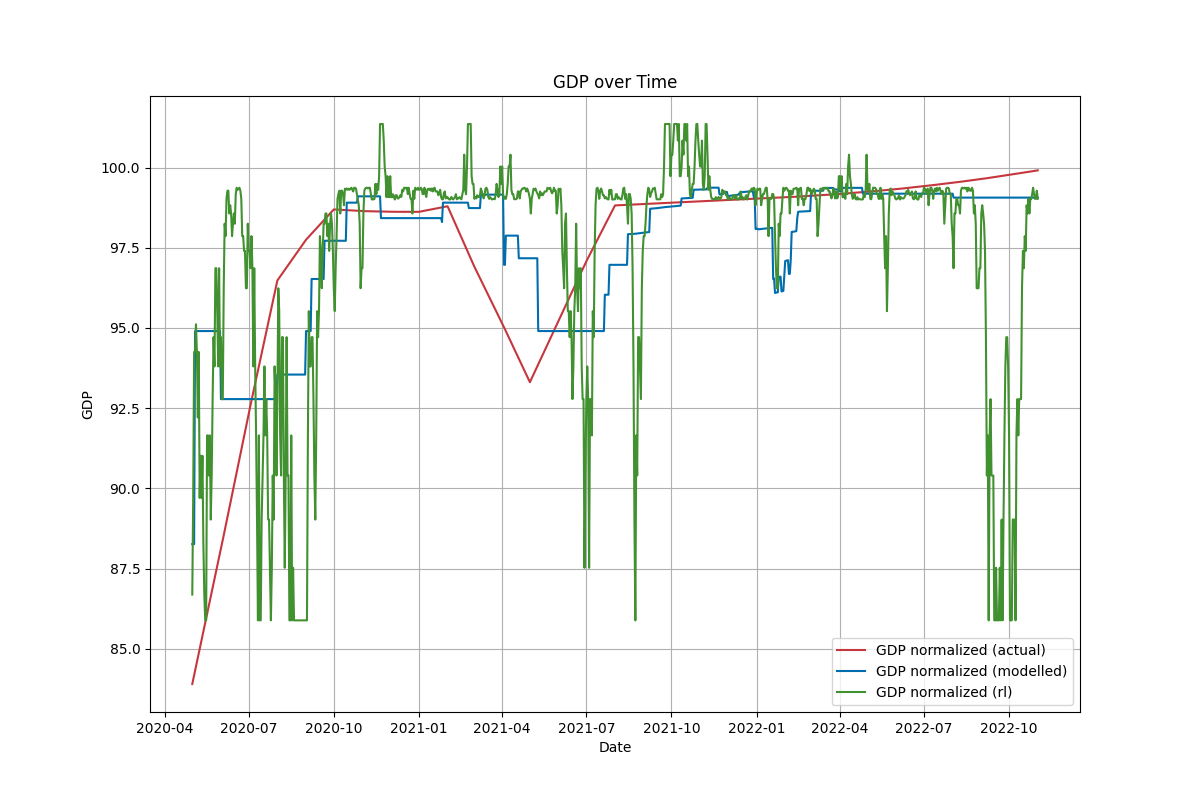 GDP over Time
GDP
100.0
97.5
95.0
92.5
90.0
87.5
85.0
GDP normalized (actual)
GDP normalized (modelled)
GDP normalized (rl)
2020-04 2020-07 2020-10 2021-01 2021-04 2021-07 2021-10 2022-01 2022-04 2022-07 2022-10
Date